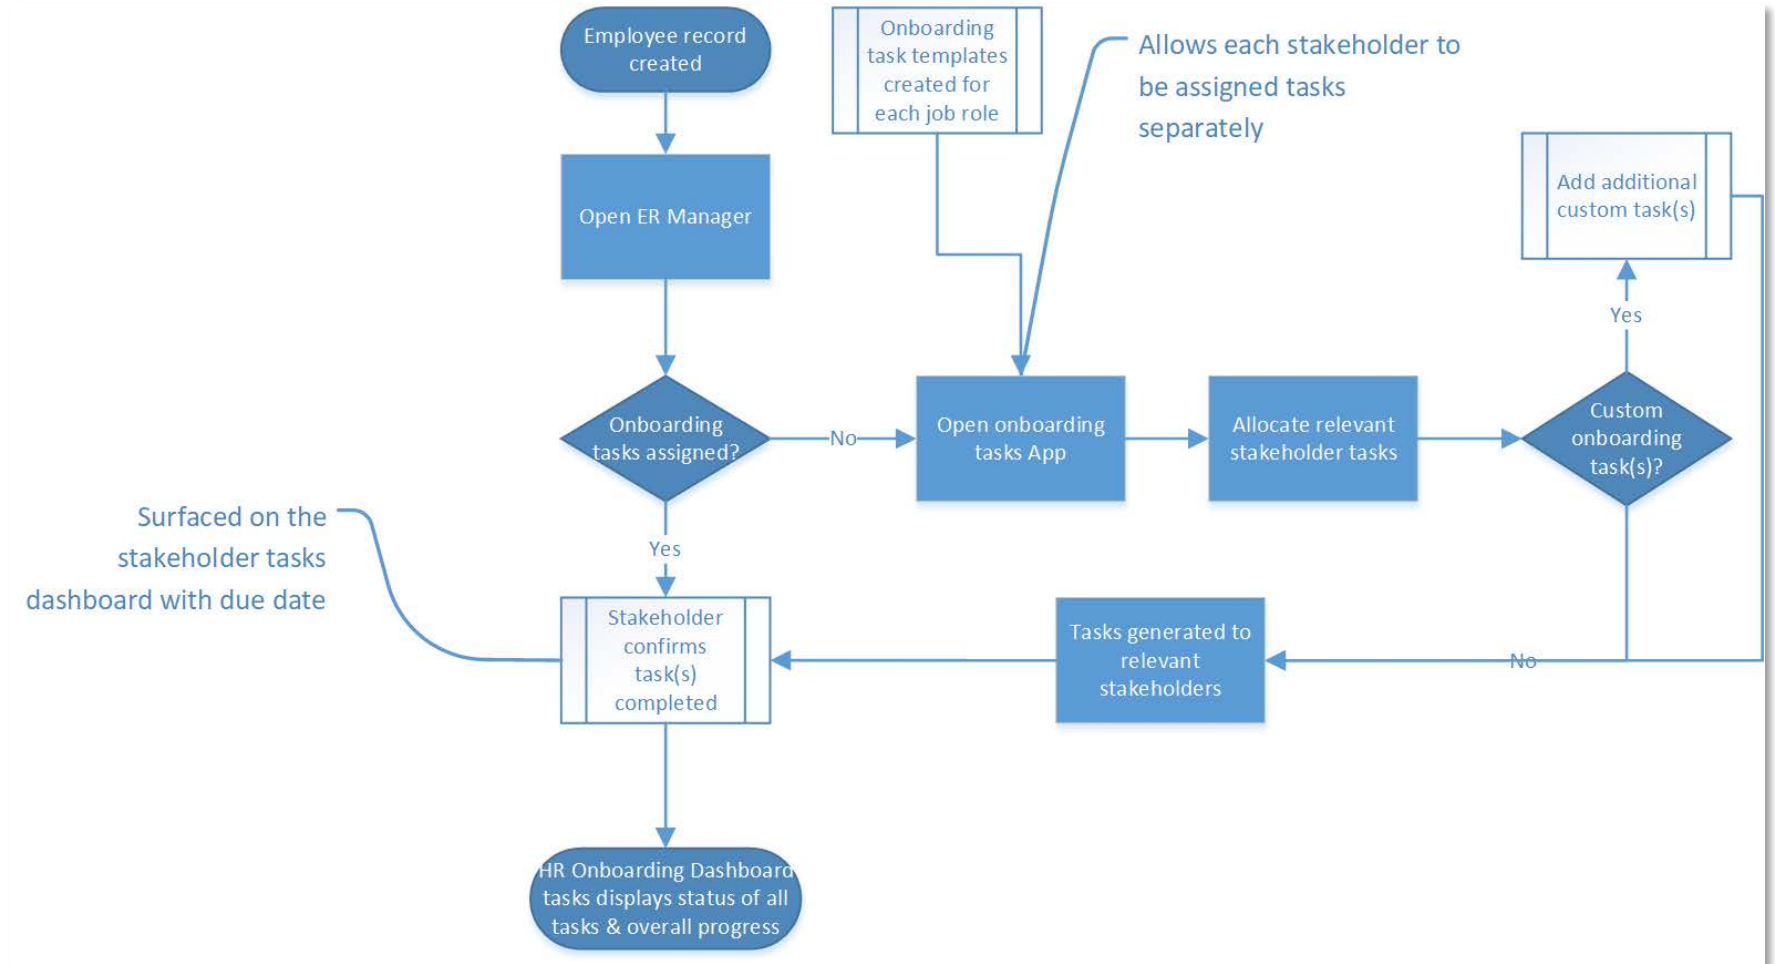 Employee record
created
Onboarding
task templates
created for
each job role
Allows each stakeholder to
be assigned tasks
separately
Open ER Manager
Add additional
custom task(s)
Yes
Onboarding
tasks assigned?
No
Open onboarding
tasks App
Allocate relevant
stakeholder tasks
Custom
onboarding
task(s)?
Surfaced on the
stakeholder tasks
dashboard with due date
Yes
Stakeholder
confirms
task(s)
completed
Tasks generated to
relevant
stakeholders
No
HR Onboarding Dashboard
tasks displays status of all
tasks & overall progress